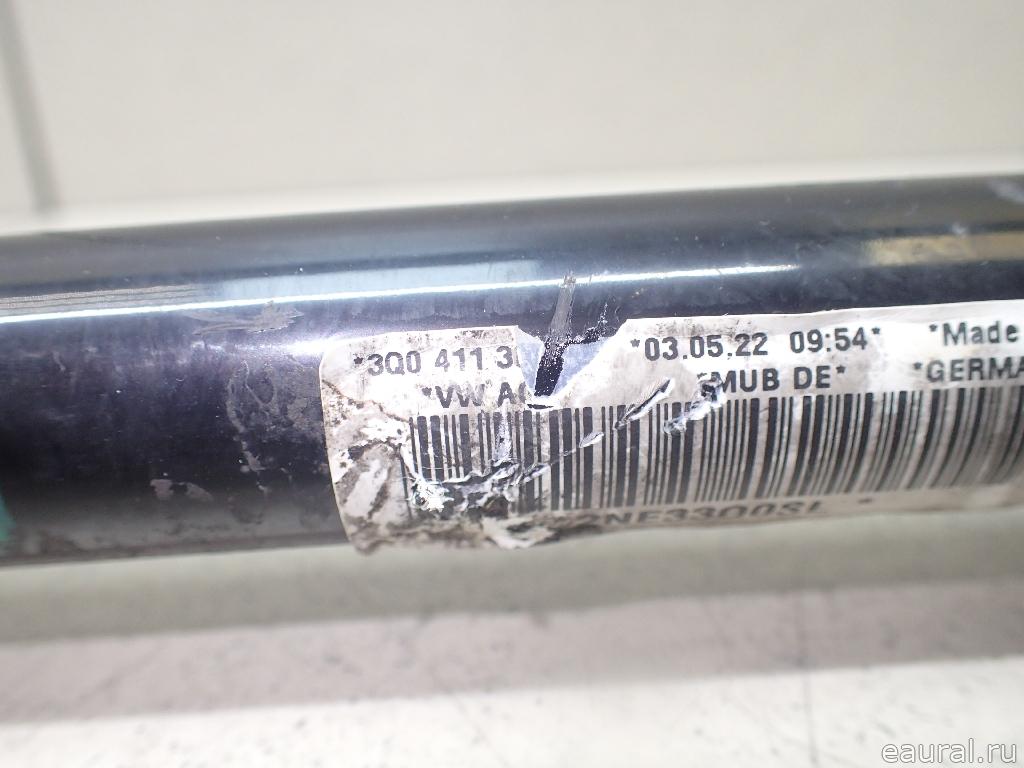 *3Q0 411 3 *03.05.22 09:54* *Made
*VW A *MUB DE* *GERMA
*
eaural.ru